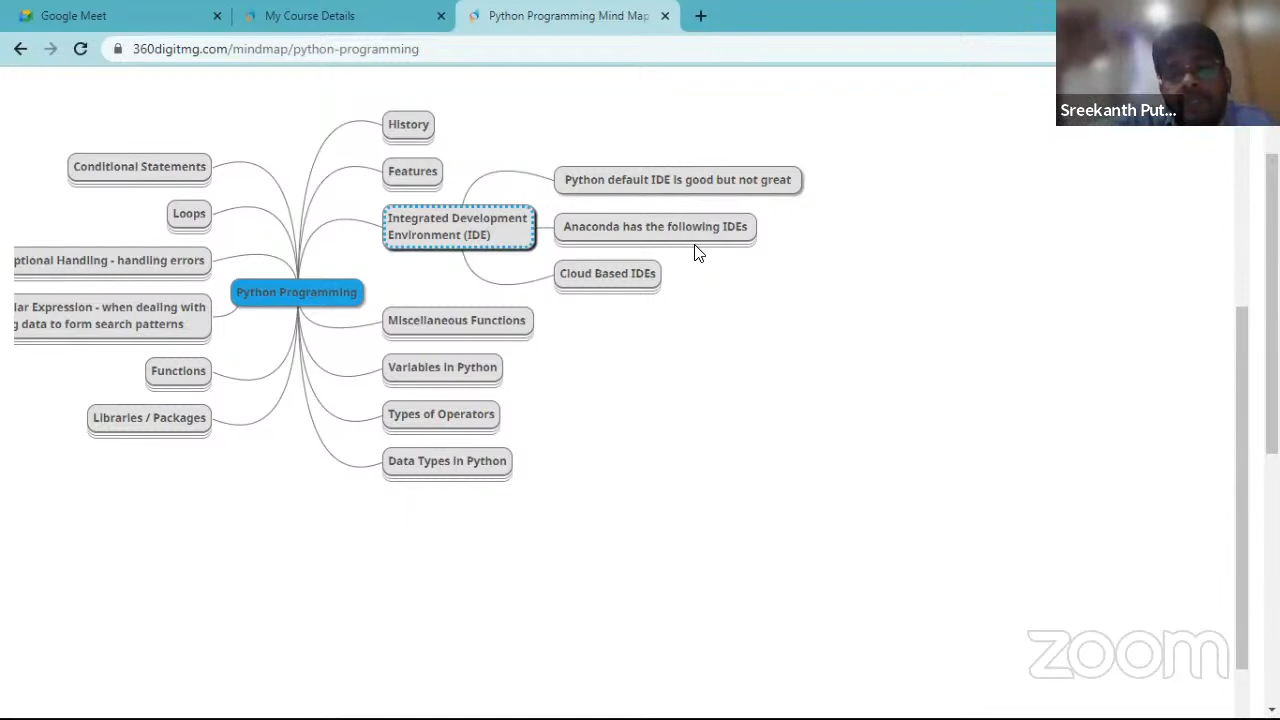 Google Meet
My Course Details
Python Programming Mind Map
360digitmg.com/mindmap/python-programming
Sreekanth Put...
History
Features
Integrated Development
Environment (IDE)
Python default IDE is good but not great
Anaconda has the following IDEs
Cloud Based IDEs
Miscellaneous Functions
Variables in Python
Types of Operators
Data Types in Python
Python Programming
Conditional Statements
Loops
ptional Handling - handling errors
lar Expression - when dealing with
g data to form search patterns
Functions
Libraries / Packages
zoom